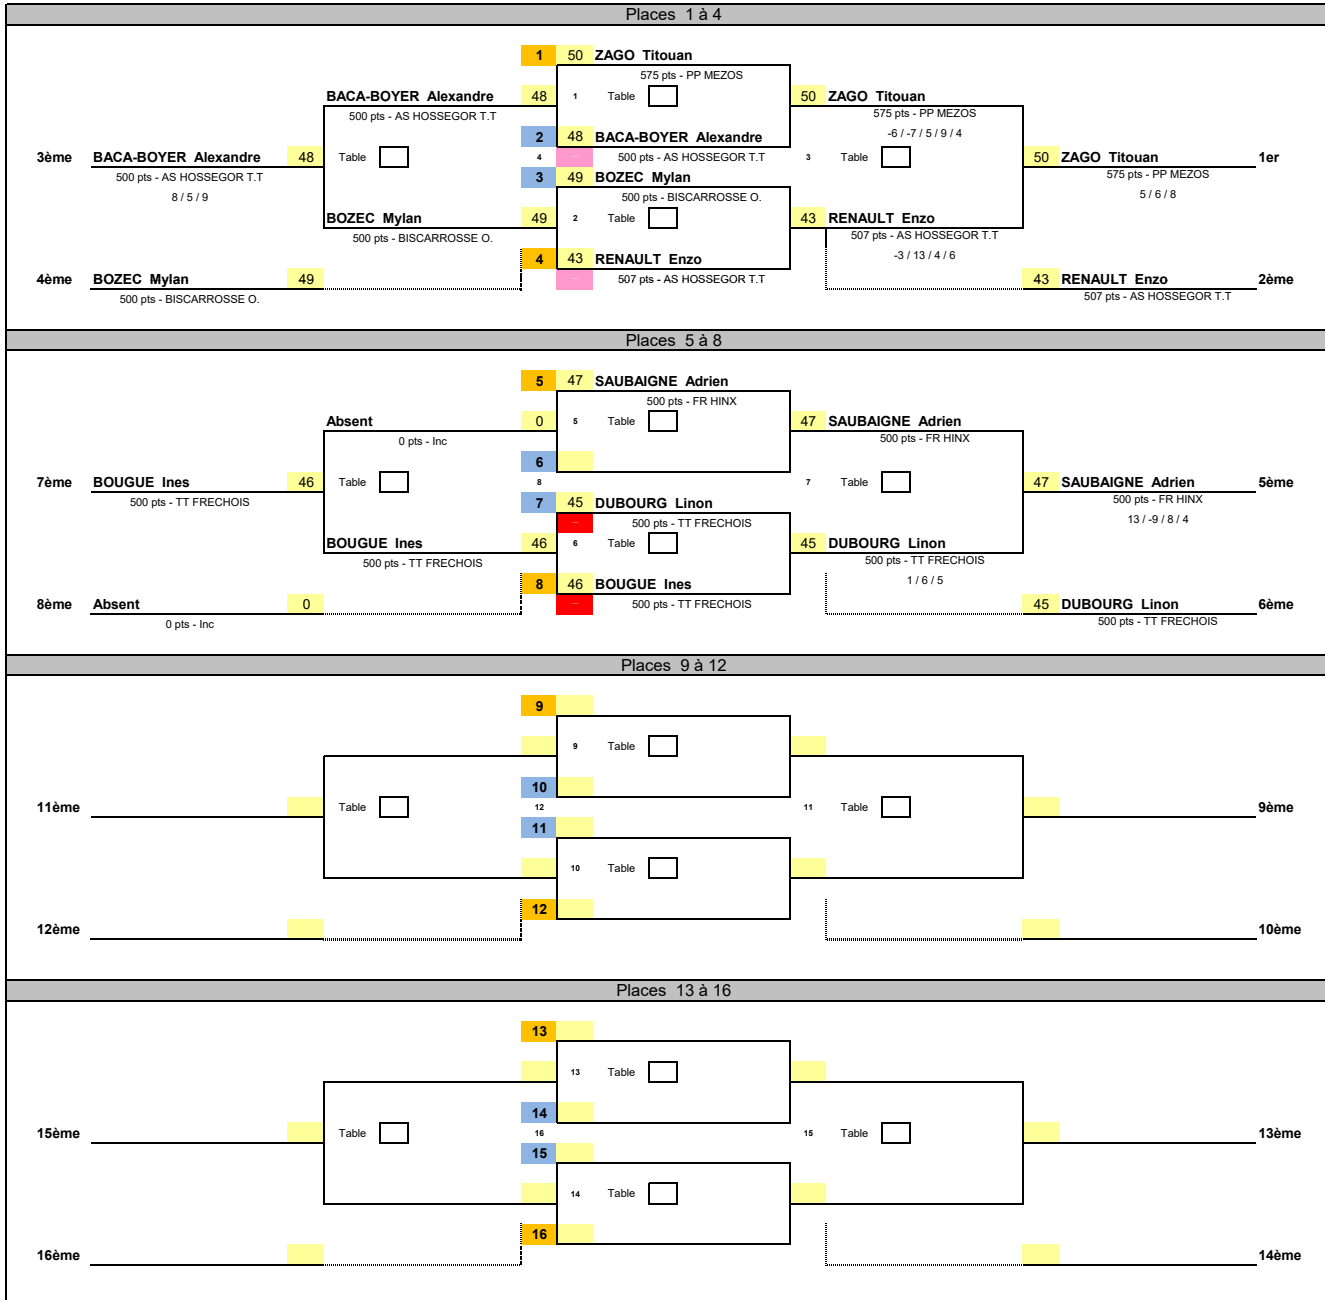 Places 1 à 4
1 50 ZAGO Titouan
575 pts - PP MEZOS
BACA-BOYER Alexandre 48 1 Table 50 ZAGO Titouan
500 pts - AS HOSSEGOR T.T 575 pts - PP MEZOS
2 48 BACA-BOYER Alexandre -6 / -7 / 5 / 9 / 4
3ème BACA-BOYER Alexandre 48 Table 4 – 500 pts - AS HOSSEGOR T.T 3 Table 50 ZAGO Titouan 1er
500 pts - AS HOSSEGOR T.T 3 49 BOZEC Mylan 575 pts - PP MEZOS
8 / 5 / 9 500 pts - BISCARROSSE O. 5 / 6 / 8
BOZEC Mylan 49 2 Table 43 RENAULT Enzo
500 pts - BISCARROSSE O. 507 pts - AS HOSSEGOR T.T
4 43 RENAULT Enzo -3 / 13 / 4 / 6
4ème BOZEC Mylan 49 – 507 pts - AS HOSSEGOR T.T 43 RENAULT Enzo 2ème
500 pts - BISCARROSSE O. 507 pts - AS HOSSEGOR T.T
Places 5 à 8
5 47 SAUBAIGNE Adrien
500 pts - FR HINX
Absent 0 5 Table 47 SAUBAIGNE Adrien
0 pts - Inc 500 pts - FR HINX
6
7ème BOUGUE Ines 46 Table 8 7 Table 47 SAUBAIGNE Adrien 5ème
500 pts - TT FRECHOIS 7 45 DUBOURG Linon 500 pts - FR HINX
– 500 pts - TT FRECHOIS 13 / -9 / 8 / 4
BOUGUE Ines 46 6 Table 45 DUBOURG Linon
500 pts - TT FRECHOIS 500 pts - TT FRECHOIS
8 46 BOUGUE Ines 1 / 6 / 5
8ème Absent 0 – 500 pts - TT FRECHOIS 45 DUBOURG Linon 6ème
0 pts - Inc 500 pts - TT FRECHOIS
Places 9 à 12
9
9 Table
10
11ème Table 12 11 Table 9ème
11
10 Table
12
12ème 10ème
Places 13 à 16
13
13 Table
14
15ème Table 16 15 Table 13ème
15
14 Table
16
16ème 14ème